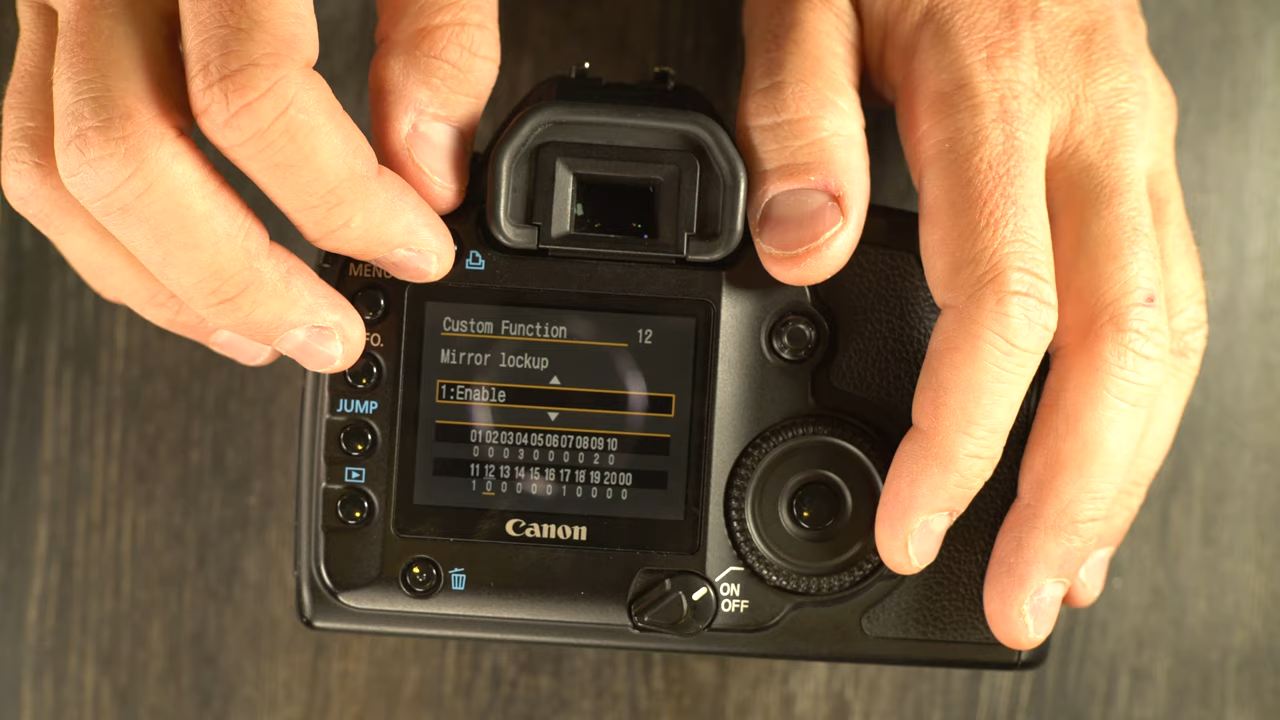 MENU
FO.
JUMP
Custom Function 12
Mirror lockup
1:Enable
01 02 03 04 05 06 07 08 09 10
0 0 0 3 0 0 0 0 2 0
11 12 13 14 15 16 17 18 19 20 00
1 0 0 0 0 0 1 0 0 0 0
Canon
ON
OFF